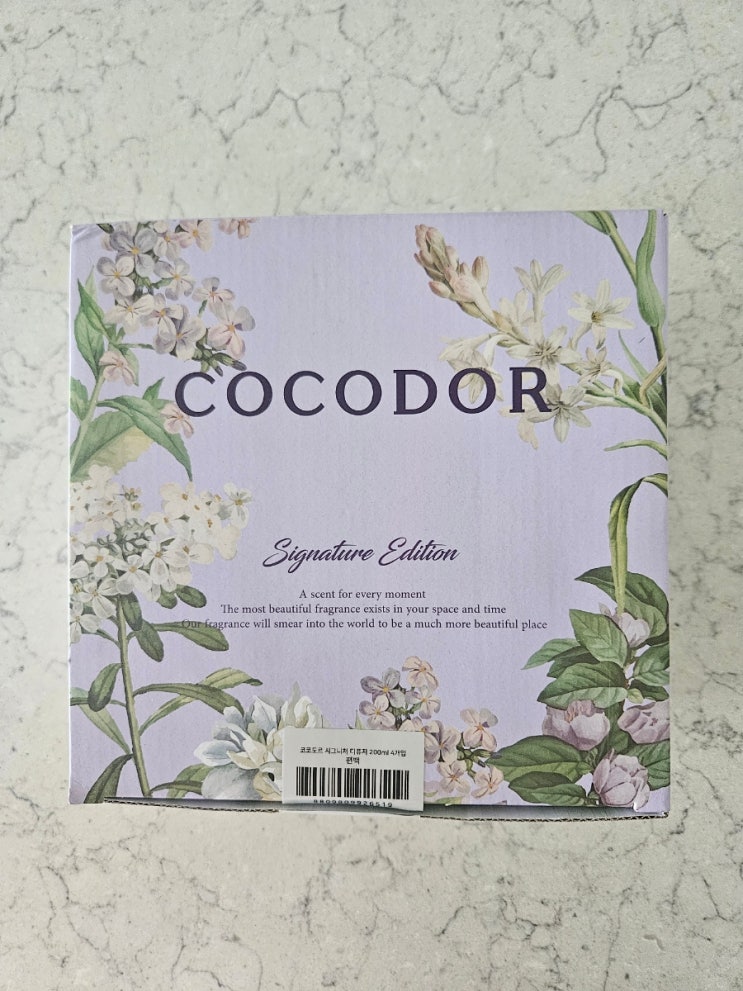 COCODOR
Signature Edition
A scent for every moment
The most beautiful fragrance exists in your space and time
Our fragrance will smear into the world to be a much more beautiful place
코코도르 시그니처 디퓨저 200ml 4개입
편백
8809809926519